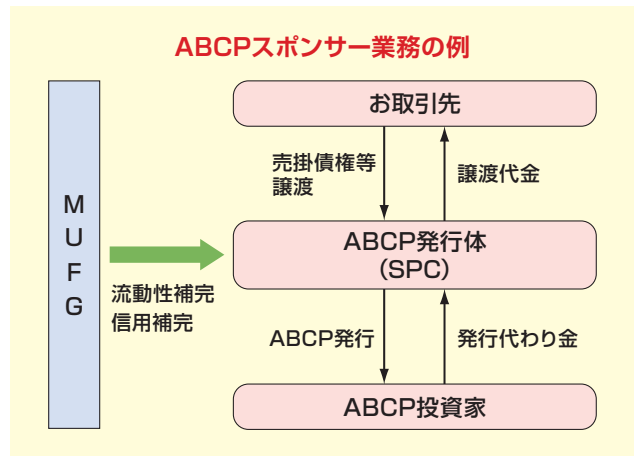 ABCPスポンサー業務の例
お取引先
売掛債権等
譲渡
譲渡代金
MUFG
ABCP発行体
(SPC)
流動性補完
信用補完
ABCP発行
発行代わり金
ABCP投資家